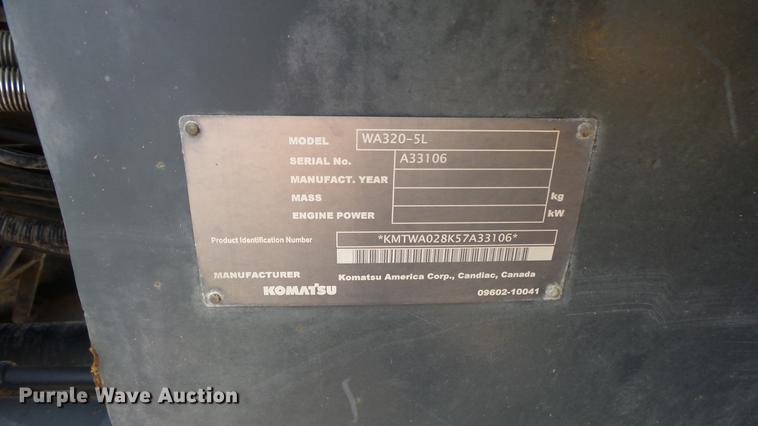 MODEL WA320-5L
SERIAL No. A33106
MANUFACT. YEAR
MASS kg
ENGINE POWER kW
Product Identification Number *KMTWA028K57A33106*
MANUFACTURER Komatsu America Corp., Candiac, Canada
KOMATSU 09602-10041
Purple Wave Auction